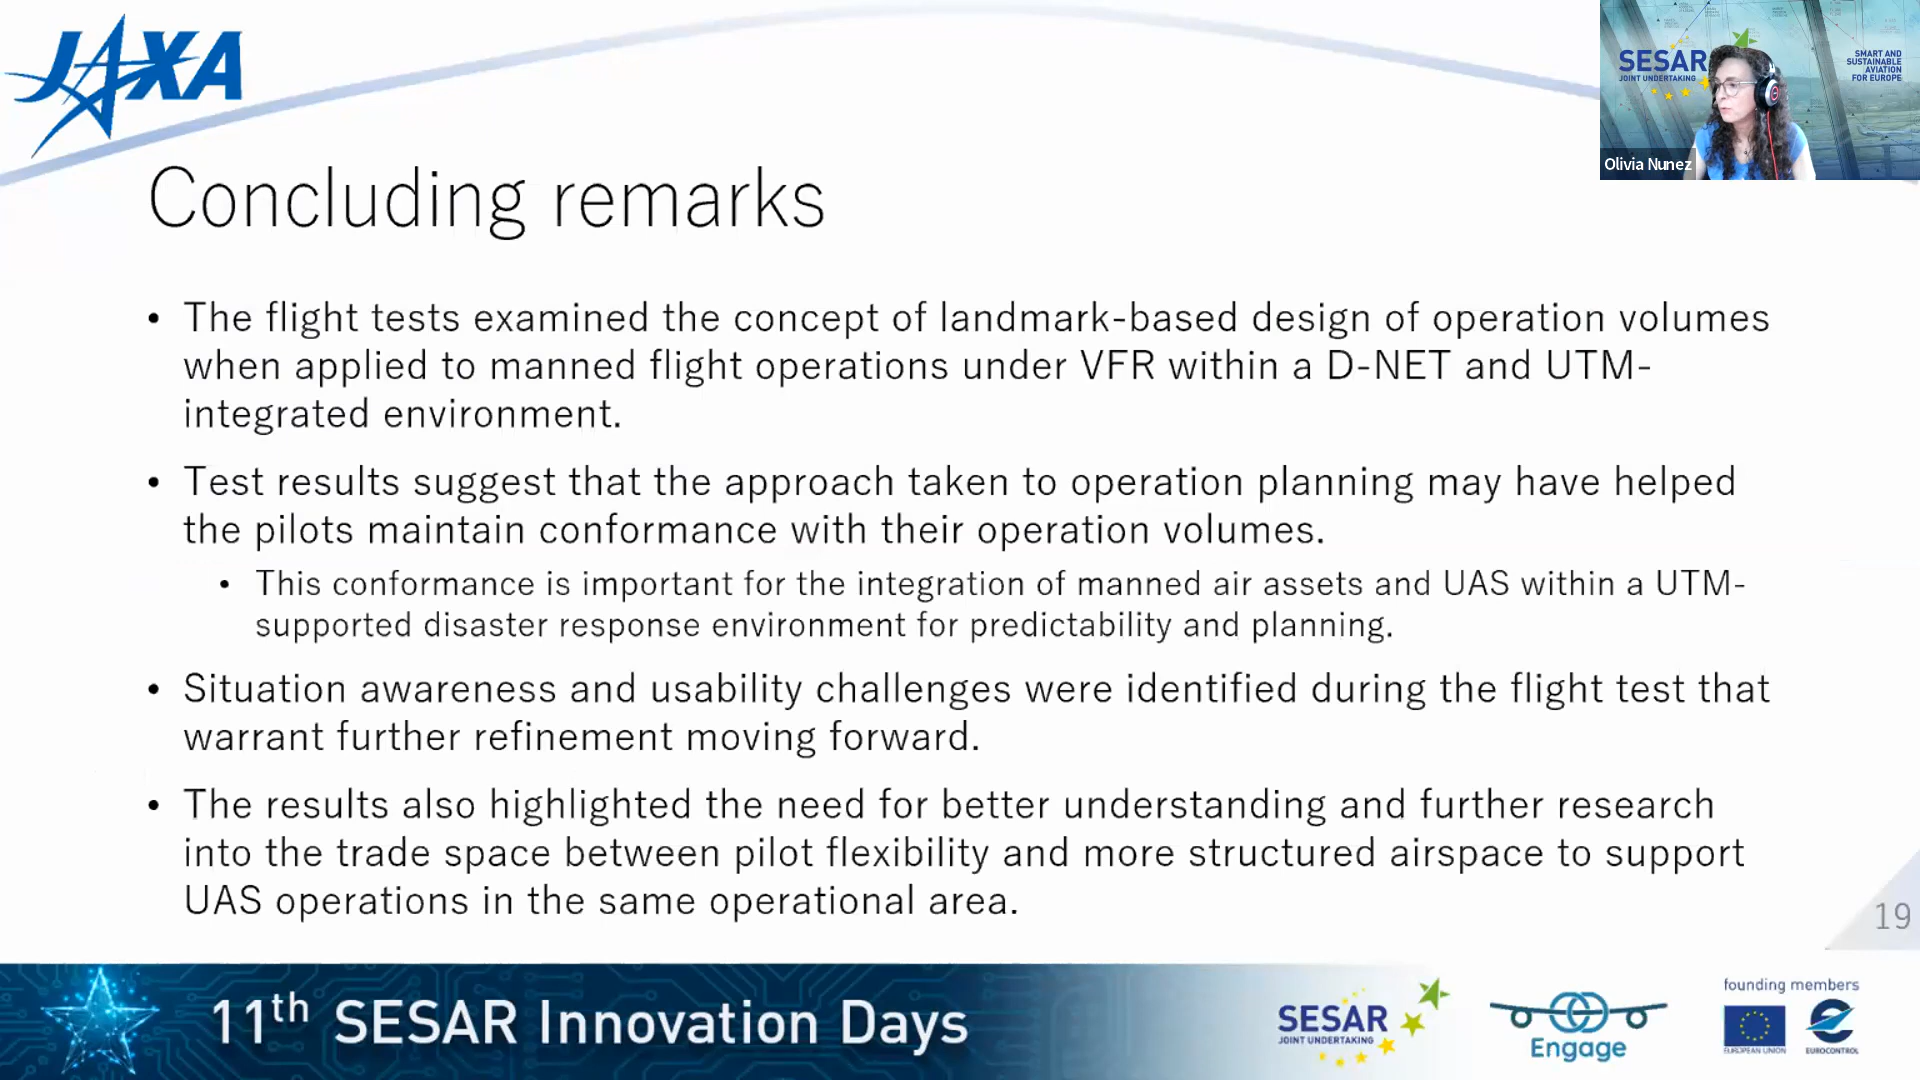 JAXA
SESAR
JOINT UNDERTAKING
SMART AND
SUSTAINABLE
AVIATION
FOR EUROPE
Olivia Nunez
Concluding remarks
• The flight tests examined the concept of landmark-based design of operation volumes
when applied to manned flight operations under VFR within a D-NET and UTM-
integrated environment.
• Test results suggest that the approach taken to operation planning may have helped
the pilots maintain conformance with their operation volumes.
• This conformance is important for the integration of manned air assets and UAS within a UTM-
supported disaster response environment for predictability and planning.
• Situation awareness and usability challenges were identified during the flight test that
warrant further refinement moving forward.
• The results also highlighted the need for better understanding and further research
into the trade space between pilot flexibility and more structured airspace to support
UAS operations in the same operational area.
19
11th SESAR Innovation Days
SESAR
JOINT UNDERTAKING
Engage
founding members
EUROPEAN UNION
EUROCONTROL